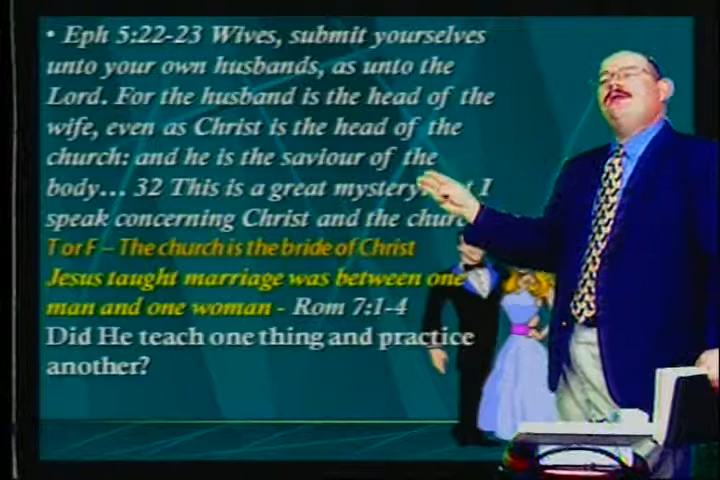 • Eph 5:22-23 Wives, submit yourselves
unto your own husbands, as unto the
Lord. For the husband is the head of the
wife, even as Christ is the head of the
church: and he is the saviour of the
body... 32 This is a great mystery: I
speak concerning Christ and the
T or F – The church is the bride of Christ
Jesus taught marriage was between one
man and one woman - Rom 7:1-4
Did He teach one thing and practice
another?